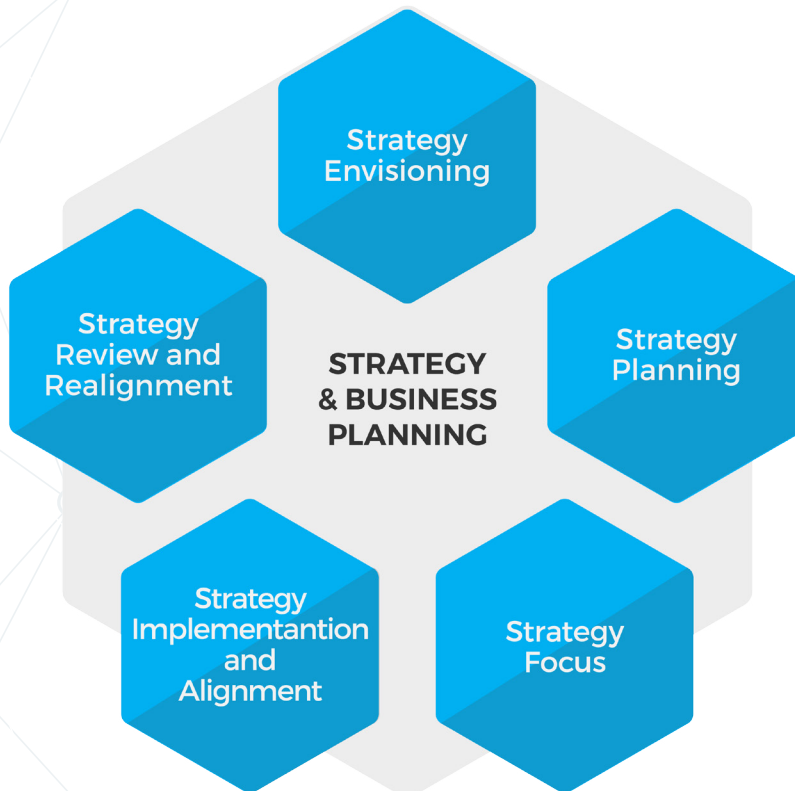 Strategy
Envisioning
Strategy
Planning
Strategy
Focus
Strategy
Implementantion
and
Alignment
Strategy
Review and
Realignment
STRATEGY
& BUSINESS
PLANNING